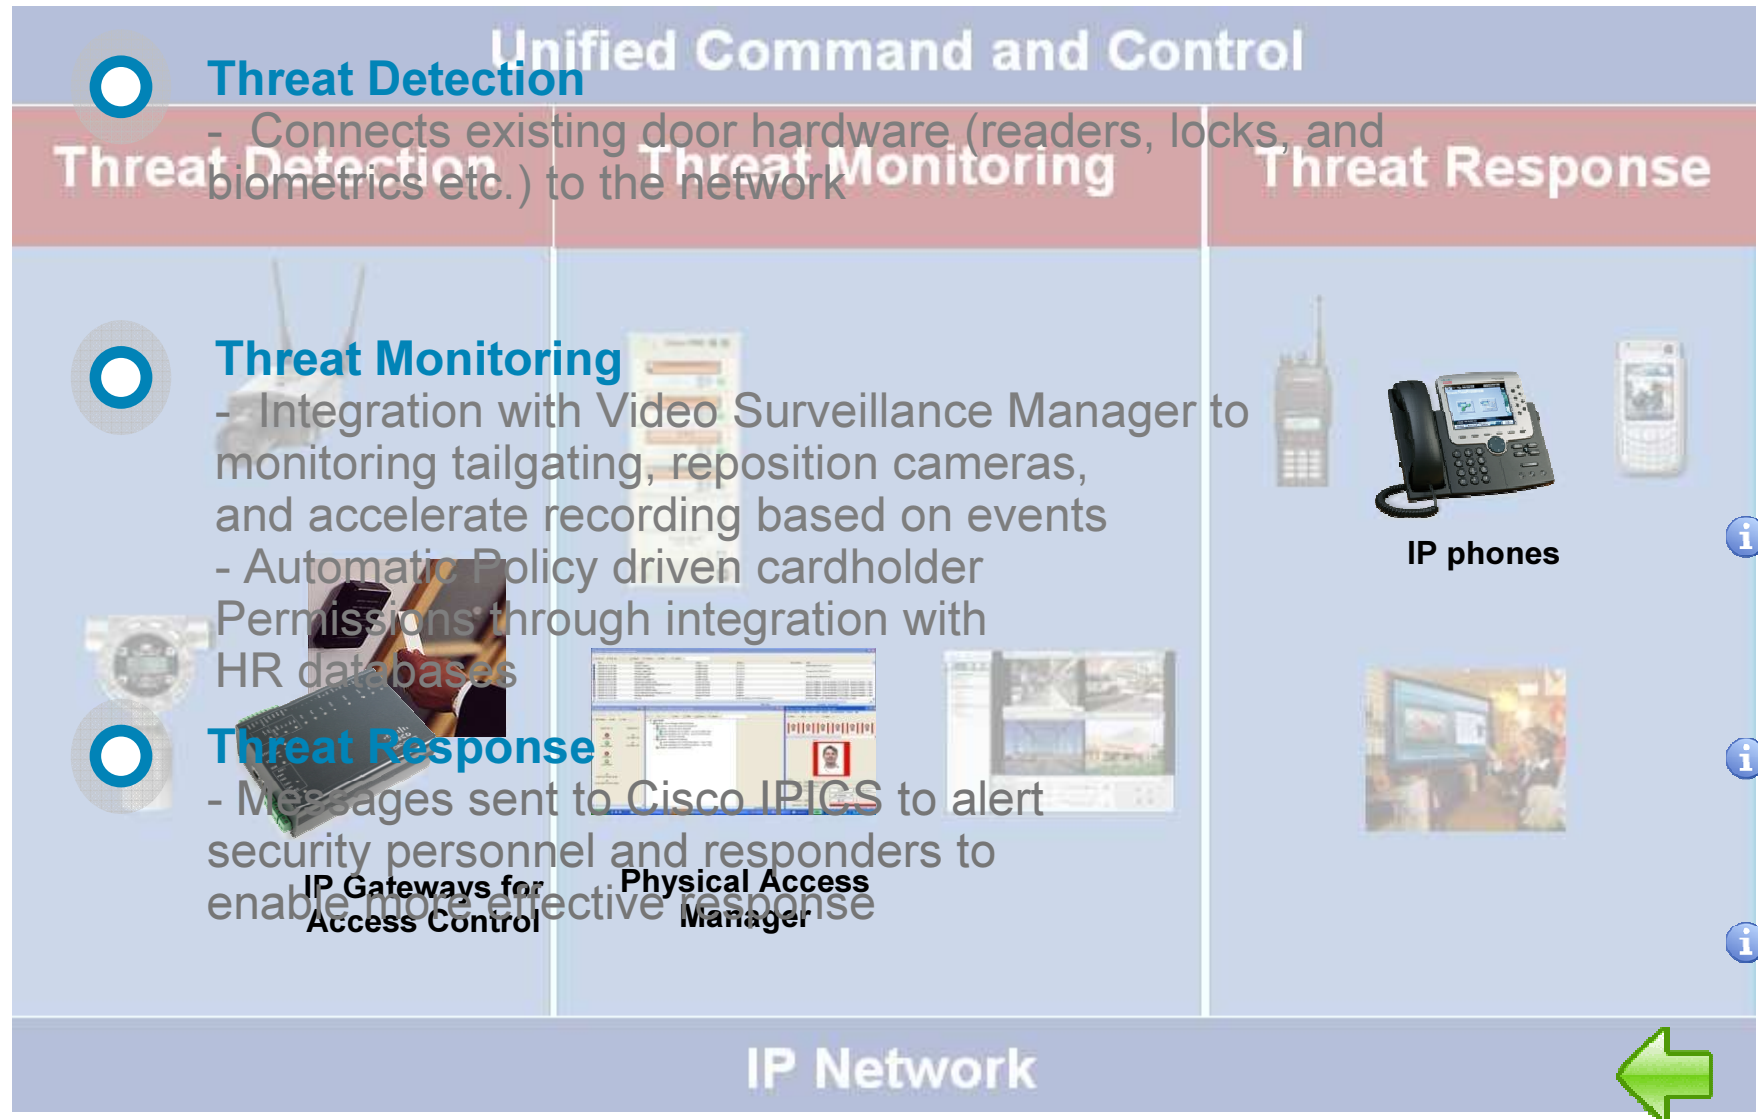 Unified Command and Control
Threat Detection
- Connects existing door hardware (readers, locks, and
biometrics etc.) to the network
Threat Detection
Threat Monitoring
Threat Response
Threat Monitoring
- Integration with Video Surveillance Manager to
monitoring tailgating, reposition cameras,
and accelerate recording based on events
- Automatic Policy driven cardholder
Permissions through integration with
HR databases
IP phones
Threat Response
- Messages sent to Cisco IPICS to alert
security personnel and responders to
enable more effective response
IP Gateways for
Access Control
Physical Access
Manager
IP Network